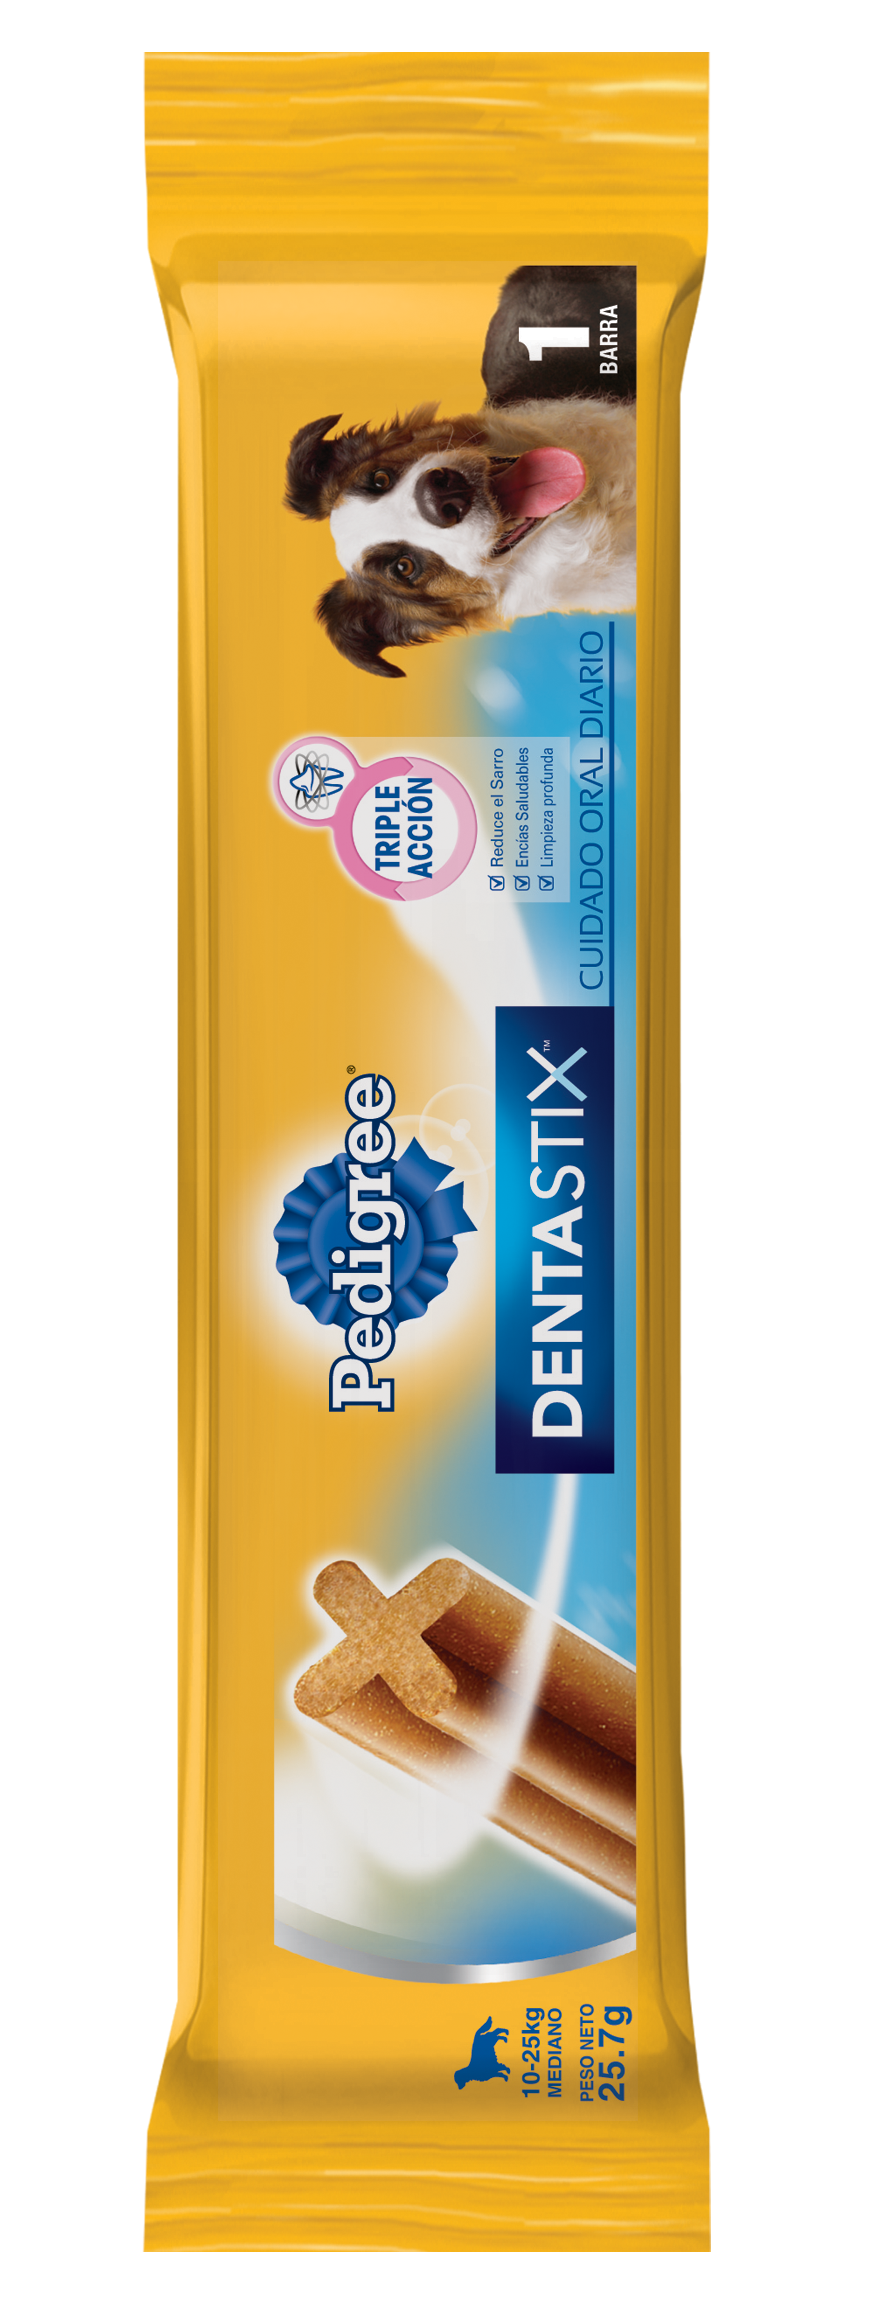 10-25kg
MEDIANO
PESO NETO
25.7g
Pedigree®
DENTASTIX™
TRIPLE
ACCIÓN
Reduce el Sarro
Encías Saludables
Limpieza profunda
CUIDADO ORAL DIARIO
1
BARRA